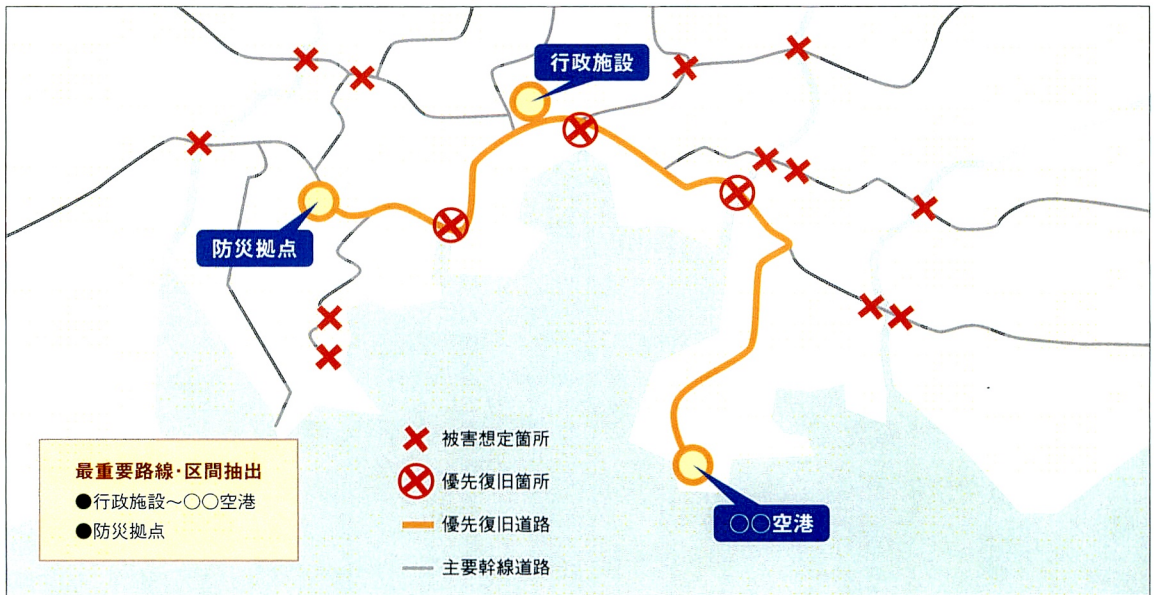 行政施設
防災拠点
○○空港
最重要路線・区間抽出
●行政施設～○○空港
●防災拠点
被害想定箇所
優先復旧箇所
優先復旧道路
主要幹線道路